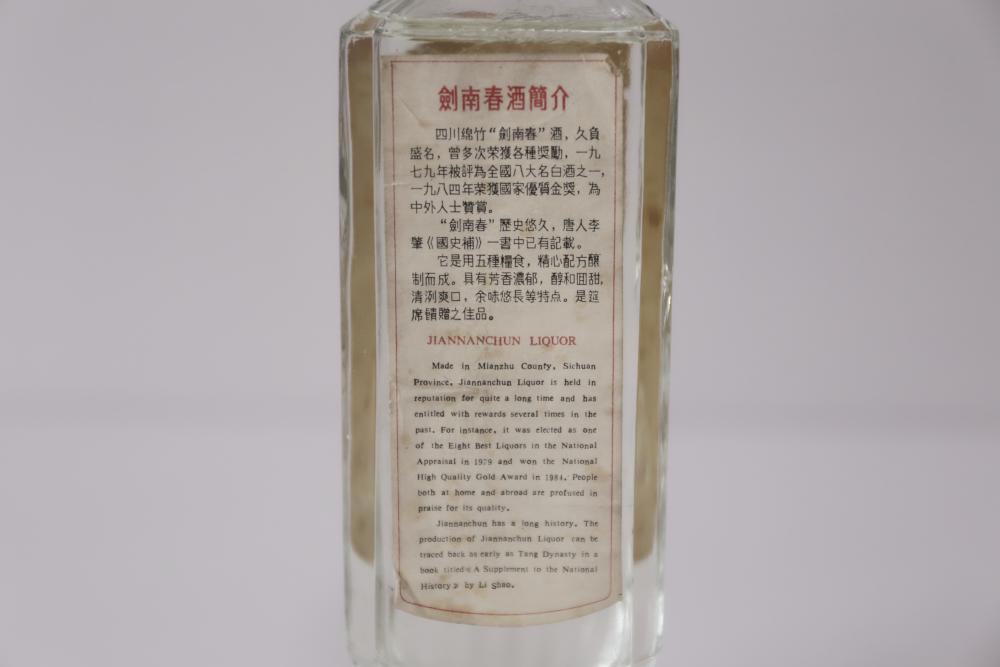 劍南春酒簡介
四川绵竹“劍南春”酒，久負
盛名，曾多次荣獲各種獎勵，一九
七九年被評為全國八大名白酒之一，
一九八四年荣獲國家優質金獎，為
中外人士贊賞。
“劍南春”歷史悠久，唐人李
肇《國史補》一書中已有記載。
它是用五種糧食，精心配方釀
制而成。具有芳香濃郁，醇和囬甜，
清洌爽口，余味悠長等特点。是筵
席饋贈之佳品。
JIANNANCHUN LIQUOR
Made in Mianzhu County, Sichuan
Province, Jiannanchun Liquor is held in
reputation for quite a long time and has
entitled with rewards several times in the
past. For instance, it was elected as one
of the Eight Best Liquors in the National
Appraisal in 1979 and won the National
High Quality Gold Award in 1984. People
both at home and abroad are profused in
praise for its quality.
Jiannanchun has a long history. The
production of Jiannanchun Liquor can be
traced back as early as Tang Dynasty in a
book titled《A Supplement to the National
History》by Li Shao.